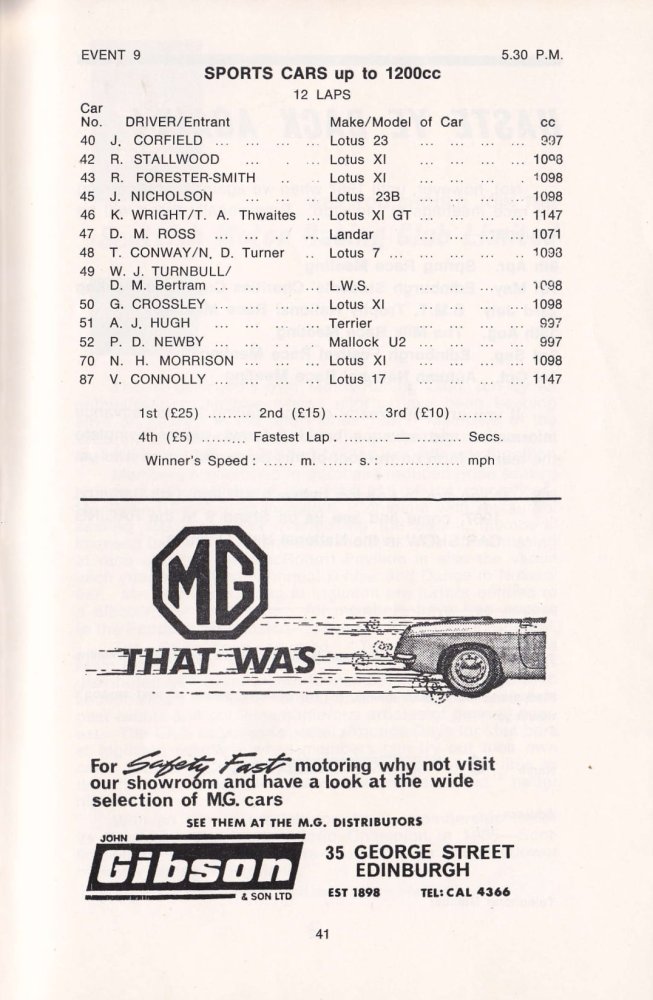 EVENT 9 5.30 P.M.
SPORTS CARS up to 1200cc
12 LAPS
Car
No. DRIVER/Entrant Make/Model of Car cc
40 J. CORFIELD ... ... ... Lotus 23 ... ... ... 997
42 R. STALLWOOD ... . ... Lotus XI ... ... ... 1098
43 R. FORESTER-SMITH .. ... Lotus XI ... ... ... 1098
45 J. NICHOLSON ... ... ... Lotus 23B ... ... ... 1098
46 K. WRIGHT/T. A. Thwaites ... Lotus XI GT ... ... ... 1147
47 D. M. ROSS ... ... ... Landar ... ... ... 1071
48 T. CONWAY/N. D. Turner .. Lotus 7 ... ... ... 1098
49 W. J. TURNBULL/
D. M. Bertram ... ... ... L.W.S. ... ... ... 1098
50 G. CROSSLEY ... ... ... Lotus XI ... ... ... 1098
51 A. J. HUGH ... ... ... Terrier ... ... ... 997
52 P. D. NEWBY ... ... ... Mallock U2 ... ... ... 997
70 N. H. MORRISON ... ... Lotus XI ... ... ... 1098
87 V. CONNOLLY ... ... ... Lotus 17 ... ... ... 1147
1st (£25) ......... 2nd (£15) ......... 3rd (£10) .........
4th (£5) ......... Fastest Lap ......... — ......... Secs.
Winner's Speed: ...... m. ...... s.: ............... mph
MG
THAT WAS
For Safety Fast motoring why not visit
our showroom and have a look at the wide
selection of M.G. cars
SEE THEM AT THE M.G. DISTRIBUTORS
JOHN
Gibson
& SON LTD
35 GEORGE STREET
EDINBURGH
EST 1898 TEL: CAL 4366
41